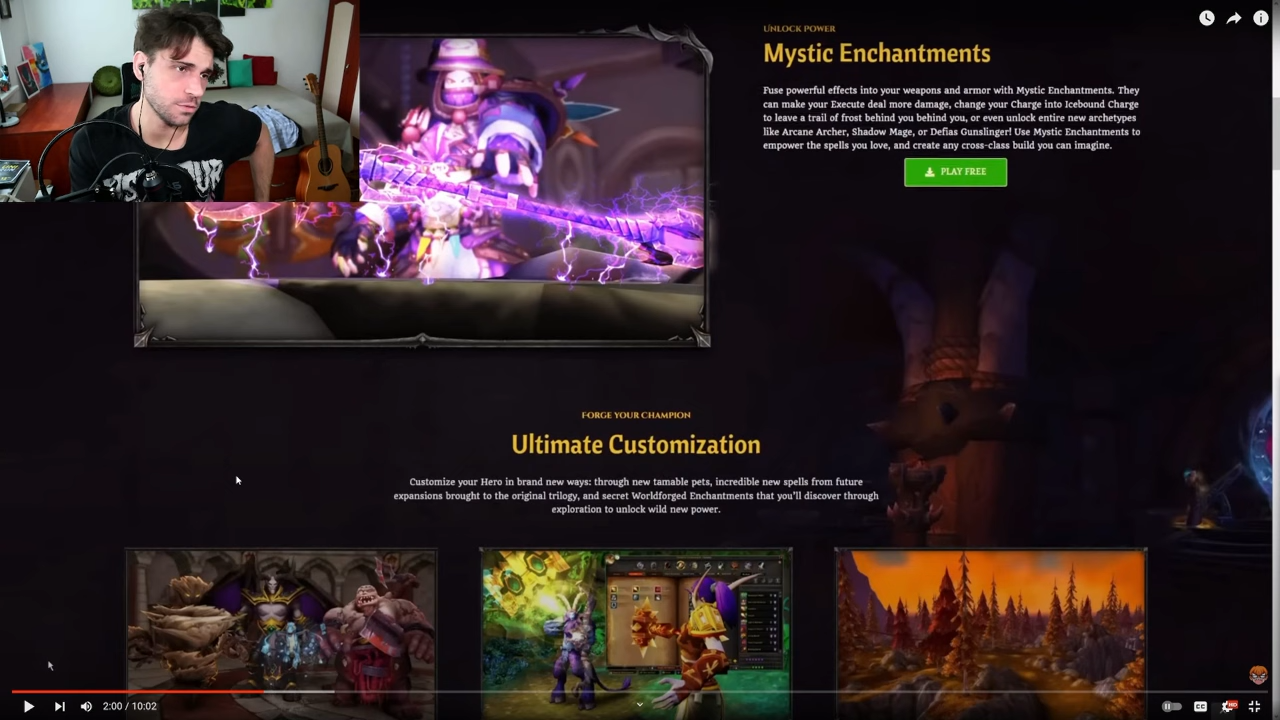 UNLOCK POWER
Mystic Enchantments
Fuse powerful effects into your weapons and armor with Mystic Enchantments. They
can make your Execute deal more damage, change your Charge into Icebound Charge
to leave a trail of frost behind you behind you, or even unlock entire new archetypes
like Arcane Archer, Shadow Mage, or Defias Gunslinger! Use Mystic Enchantments to
empower the spells you love, and create any cross-class build you can imagine.
PLAY FREE
FORGE YOUR CHAMPION
Ultimate Customization
Customize your Hero in brand new ways: through new tamable pets, incredible new spells from future
expansions brought to the original trilogy, and secret Worldforged Enchantments that you'll discover through
exploration to unlock wild new power.
2:00 / 10:02
CC
HD